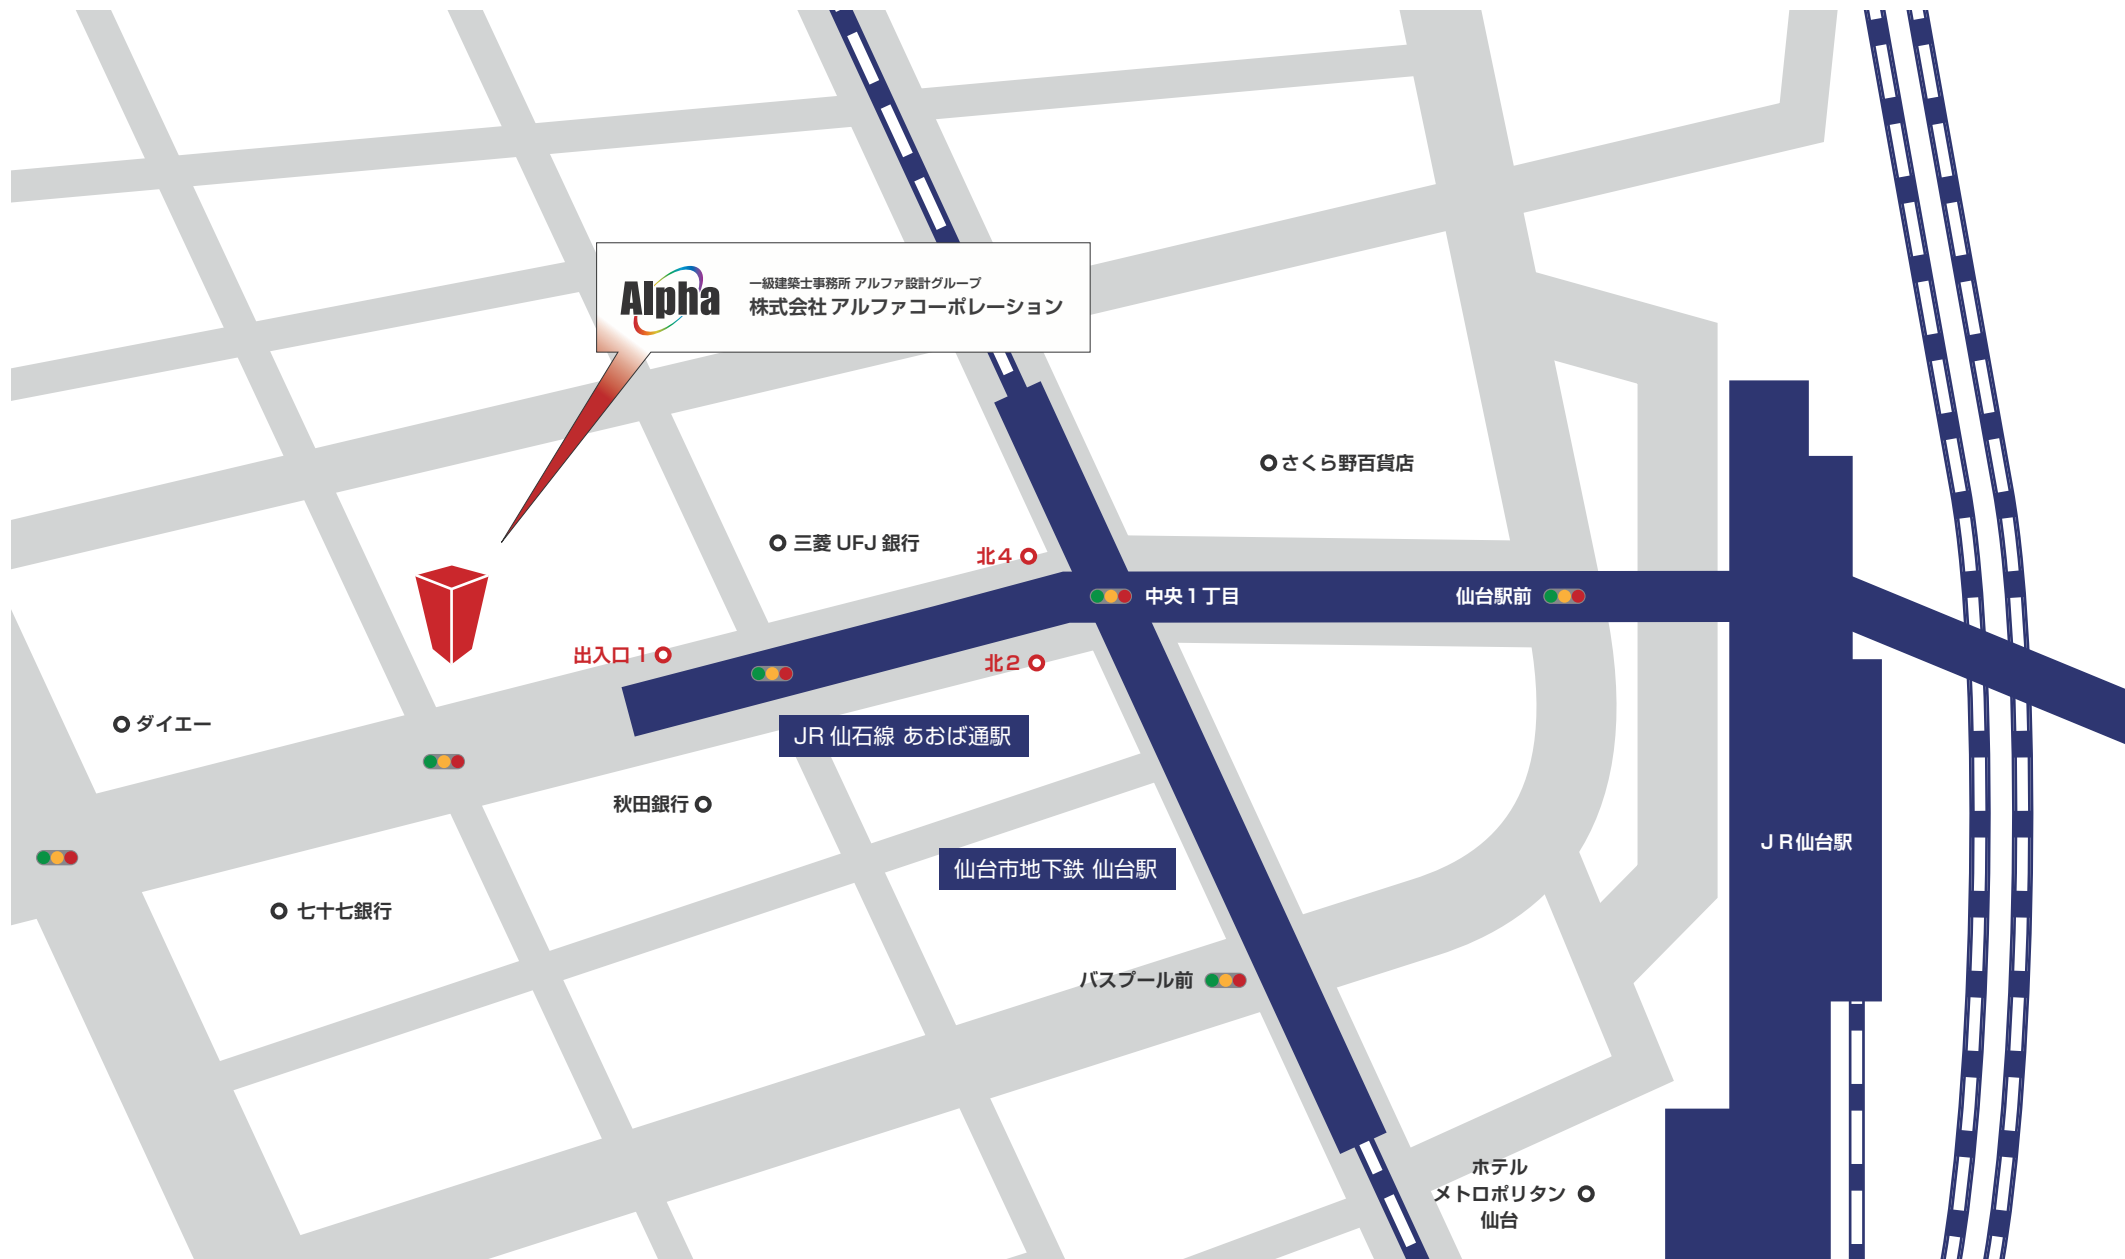 Alpha
一級建築士事務所 アルファ設計グループ
株式会社 アルファコーポレーション
さくら野百貨店
三菱 UFJ 銀行
北4
中央1丁目
仙台駅前
出入口 1
北2
ダイエー
JR 仙石線 あおば通駅
秋田銀行
JR仙台駅
仙台市地下鉄 仙台駅
七十七銀行
バスプール前
ホテル
メトロポリタン
仙台